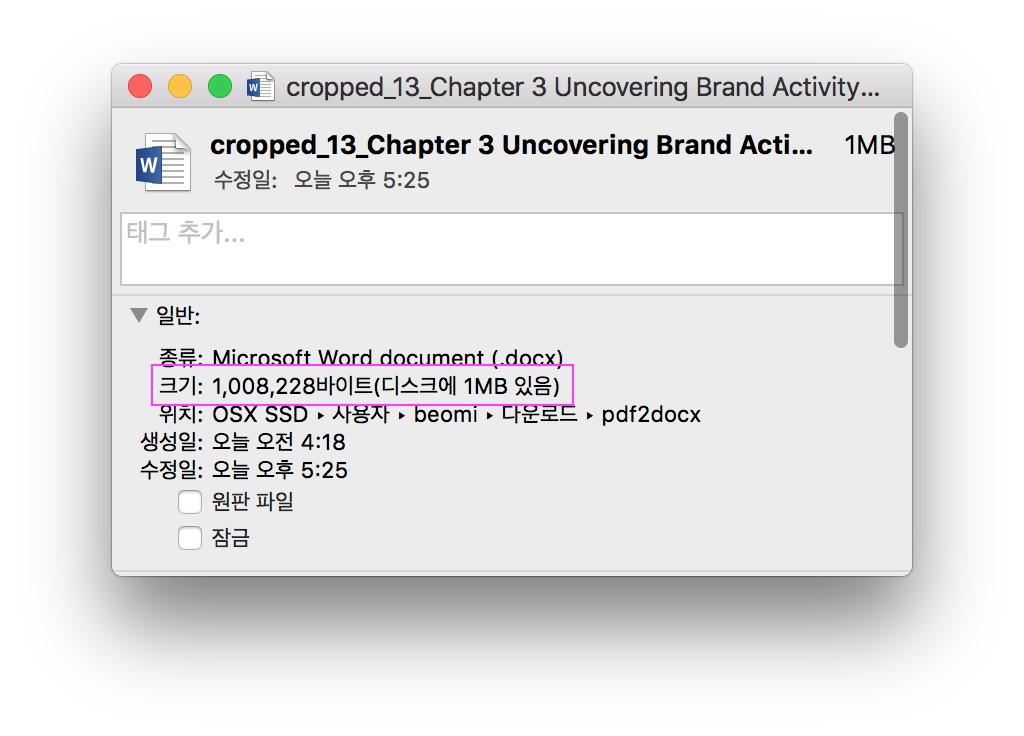 cropped_13_Chapter 3 Uncovering Brand Activity...
cropped_13_Chapter 3 Uncovering Brand Acti... 1MB
수정일: 오늘 오후 5:25
태그 추가...
일반:
종류: Microsoft Word document (.docx)
크기: 1,008,228바이트(디스크에 1MB 있음)
위치: OSX SSD ▸ 사용자 ▸ beomi ▸ 다운로드 ▸ pdf2docx
생성일: 오늘 오전 4:18
수정일: 오늘 오후 5:25
원판 파일
잠금